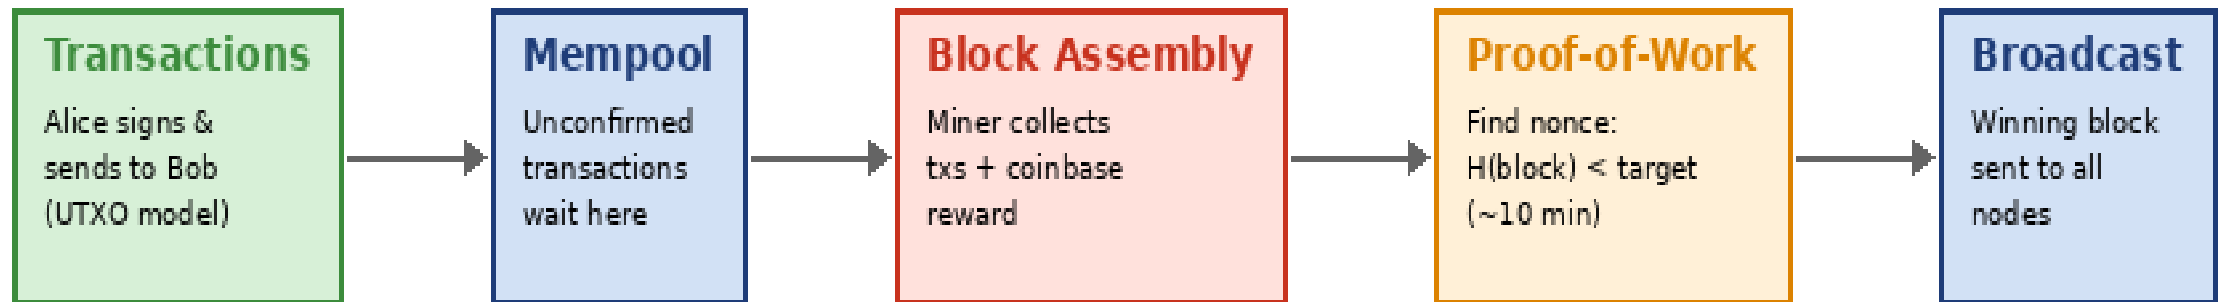 Transactions
Alice signs &
sends to Bob
(UTXO model)
Mempool
Unconfirmed
transactions
wait here
Block Assembly
Miner collects
txs + coinbase
reward
Proof-of-Work
Find nonce:
H(block) < target
(~10 min)
Broadcast
Winning block
sent to all
nodes